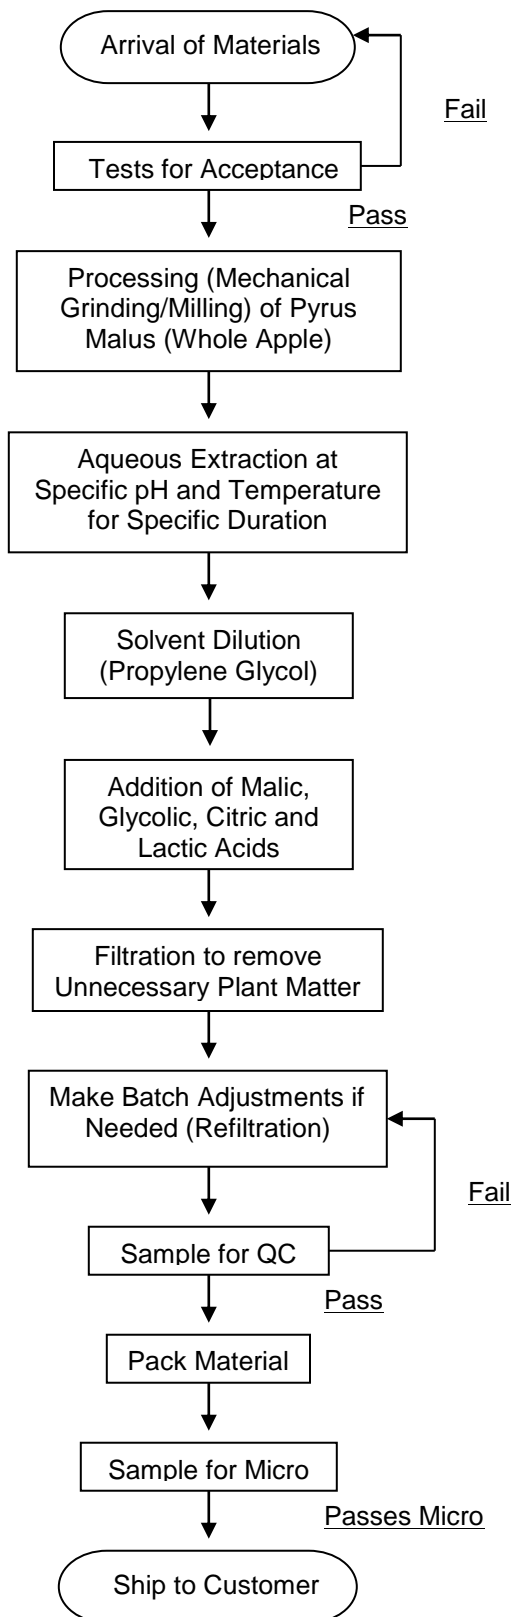 Arrival of Materials
Fail
Tests for Acceptance
Pass
Processing (Mechanical
Grinding/Milling) of Pyrus
Malus (Whole Apple)
Aqueous Extraction at
Specific pH and Temperature
for Specific Duration
Solvent Dilution
(Propylene Glycol)
Addition of Malic,
Glycolic, Citric and
Lactic Acids
Filtration to remove
Unnecessary Plant Matter
Make Batch Adjustments if
Needed (Refiltration)
Fail
Sample for QC
Pass
Pack Material
Sample for Micro
Passes Micro
Ship to Customer